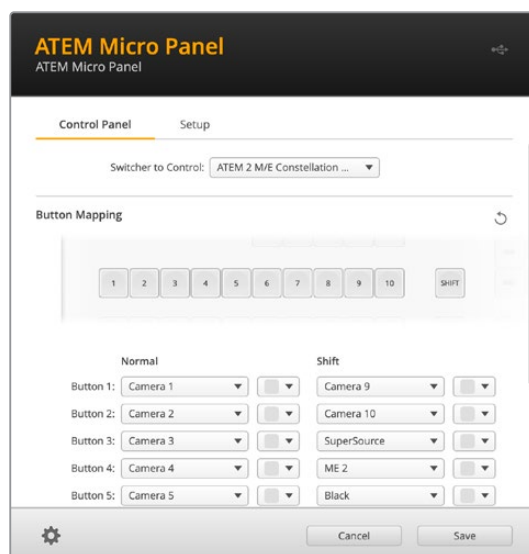 ATEM Micro Panel
ATEM Micro Panel
Control Panel Setup
Switcher to Control: ATEM 2 M/E Constellation ...
Button Mapping
1 2 3 4 5 6 7 8 9 10 SHIFT
Normal Shift
Button 1: Camera 1 Camera 9
Button 2: Camera 2 Camera 10
Button 3: Camera 3 SuperSource
Button 4: Camera 4 ME 2
Button 5: Camera 5 Black
Cancel Save